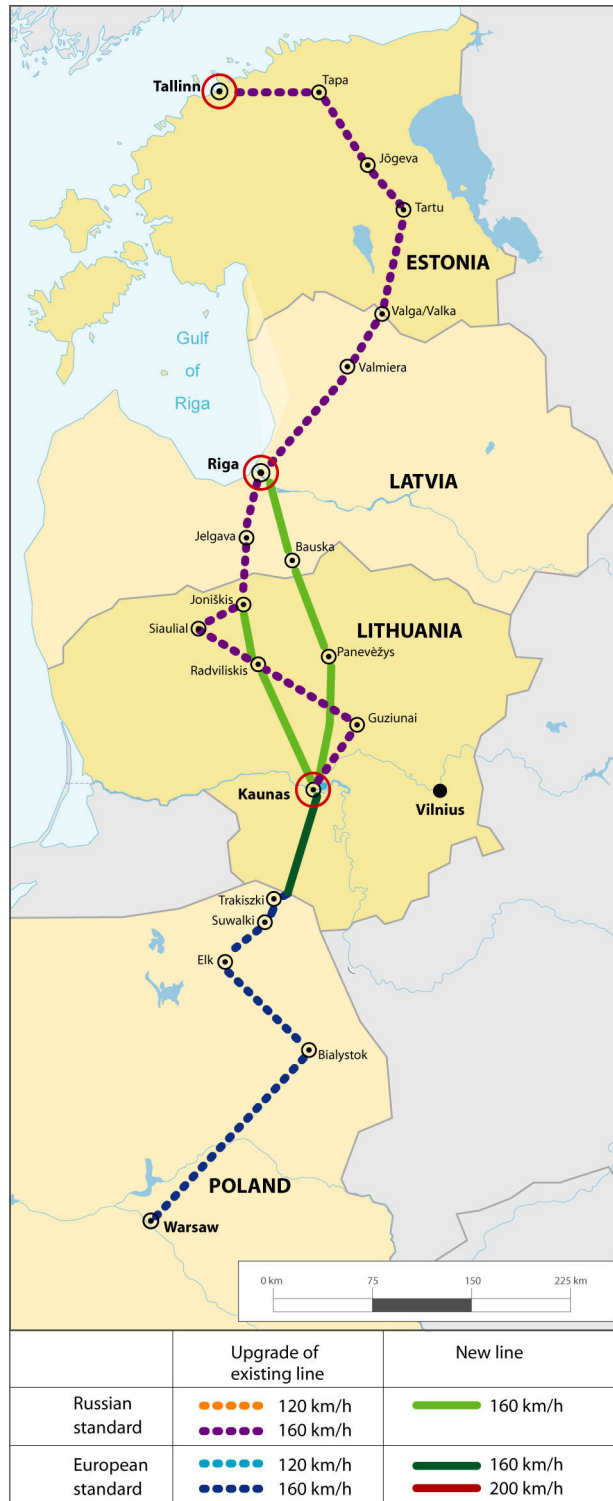 Tallinn
Tapa
Jõgeva
Tartu
ESTONIA
Valga/Valka
Gulf
of
Riga
Valmiera
Riga
LATVIA
Jelgava
Bauska
Joniškis
Siaulial
LITHUANIA
Panevèžys
Radviliskis
Guziunai
Kaunas
Vilnius
Trakiszki
Suwalki
Elk
Bialystok
POLAND
Warsaw
0 km 75 150 225 km
Upgrade of
existing line
New line
Russian
standard
120 km/h
160 km/h
160 km/h
European
standard
120 km/h
160 km/h
160 km/h
200 km/h